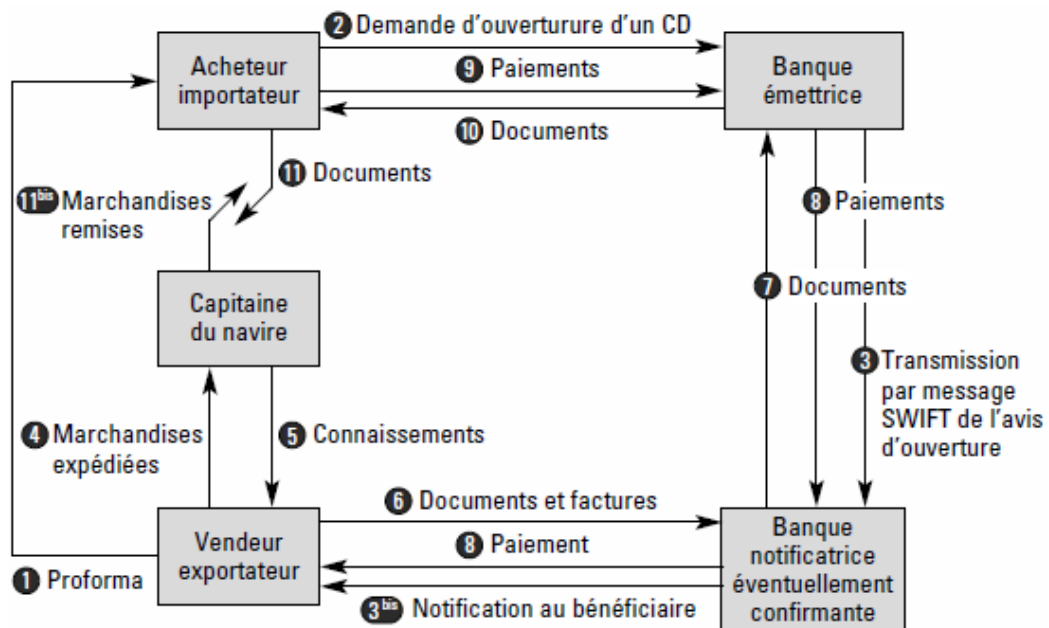 2 Demande d'ouverturure d'un CD
Acheteur
importateur
9 Paiements
Banque
émettrice
10 Documents
11 Documents
11bis Marchandises
remises
8 Paiements
Capitaine
du navire
7 Documents
3 Transmission
par message
SWIFT de l'avis
d'ouverture
4 Marchandises
expédiées
5 Connaissements
6 Documents et factures
Vendeur
exportateur
8 Paiement
Banque
notificatrice
éventuellement
confirmante
1 Proforma
3bis Notification au bénéficiaire